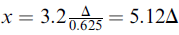 x = 3.2 Δ/0.625 = 5.12Δ